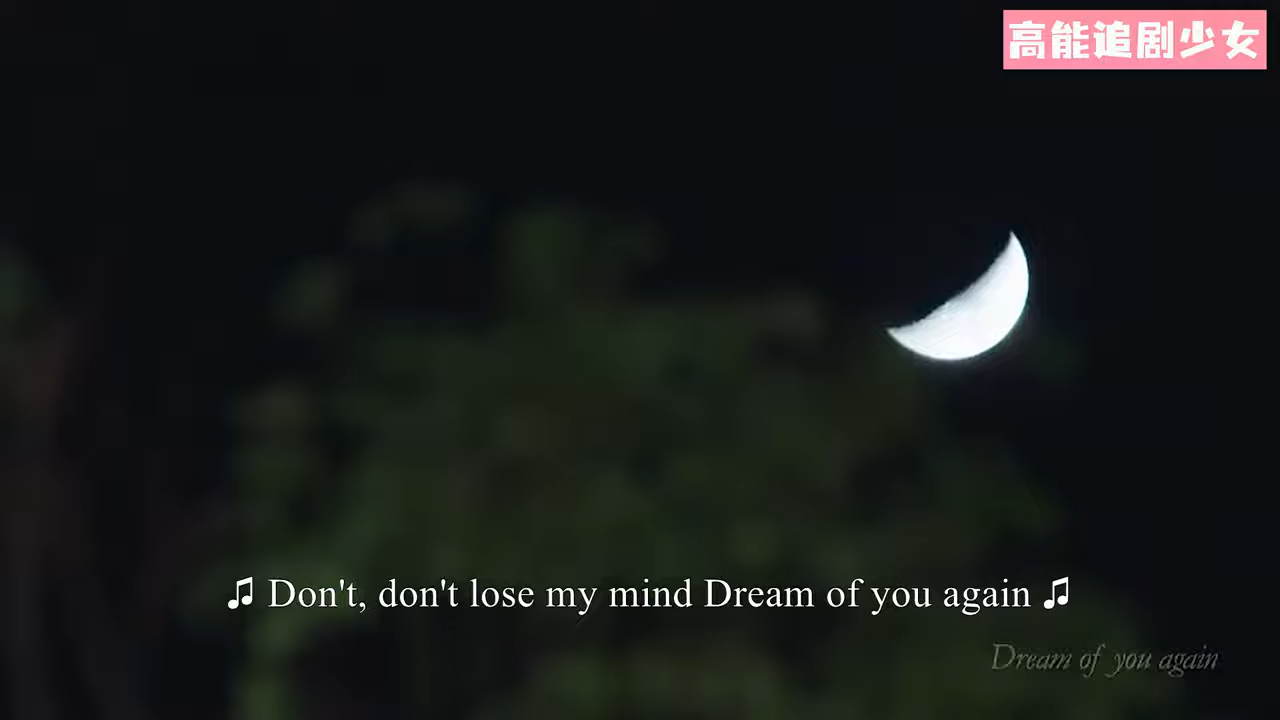 高能追剧少女
♫ Don't, don't lose my mind Dream of you again ♫
Dream of you again